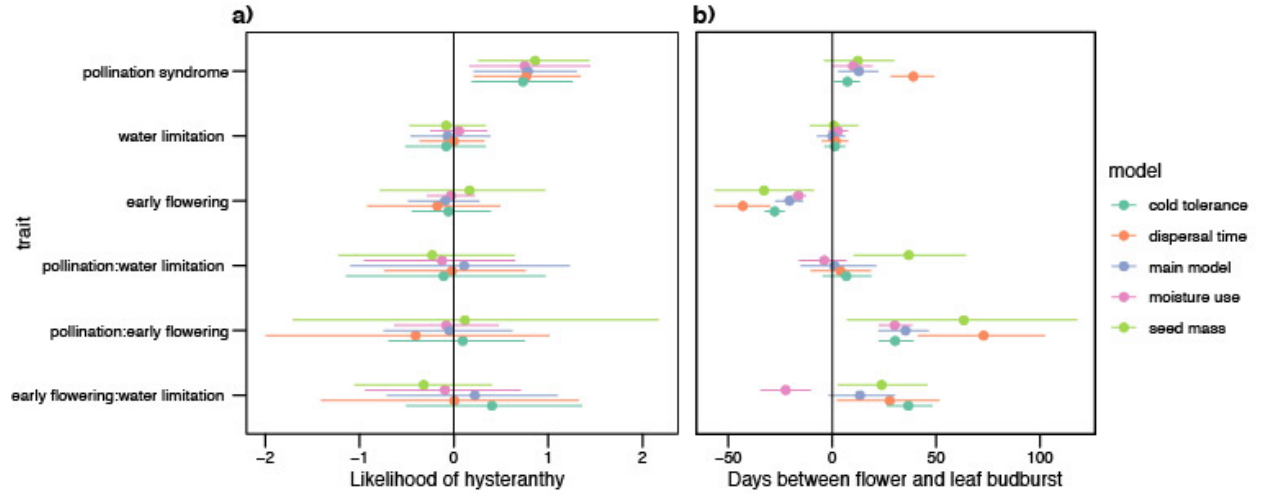 a)
b)
pollination syndrome
water limitation
early flowering
pollination:water limitation
pollination:early flowering
early flowering:water limitation
trait
−2
−1
0
1
2
Likelihood of hysteranthy
−50
0
50
100
Days between flower and leaf budburst
model
cold tolerance
dispersal time
main model
moisture use
seed mass